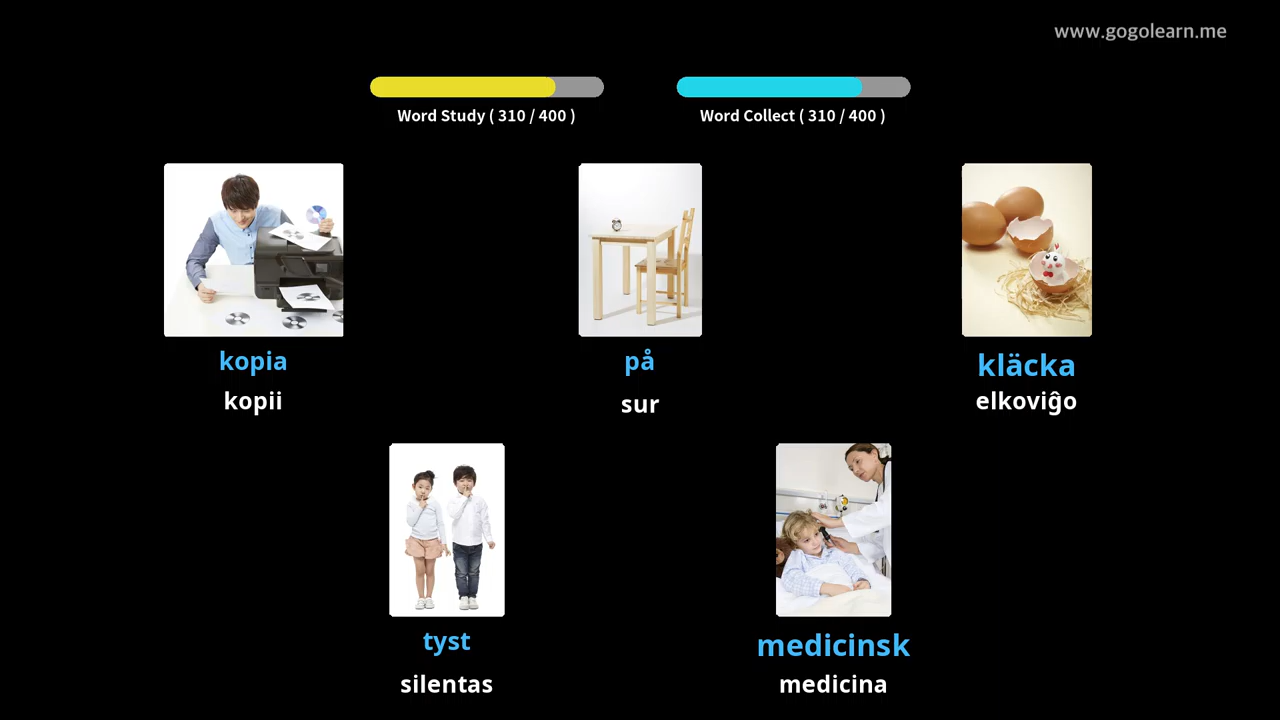 www.gogolearn.me
Word Study ( 310 / 400 )
Word Collect ( 310 / 400 )
kopia
kopii
på
sur
kläcka
elkoviĝo
tyst
silentas
medicinsk
medicina